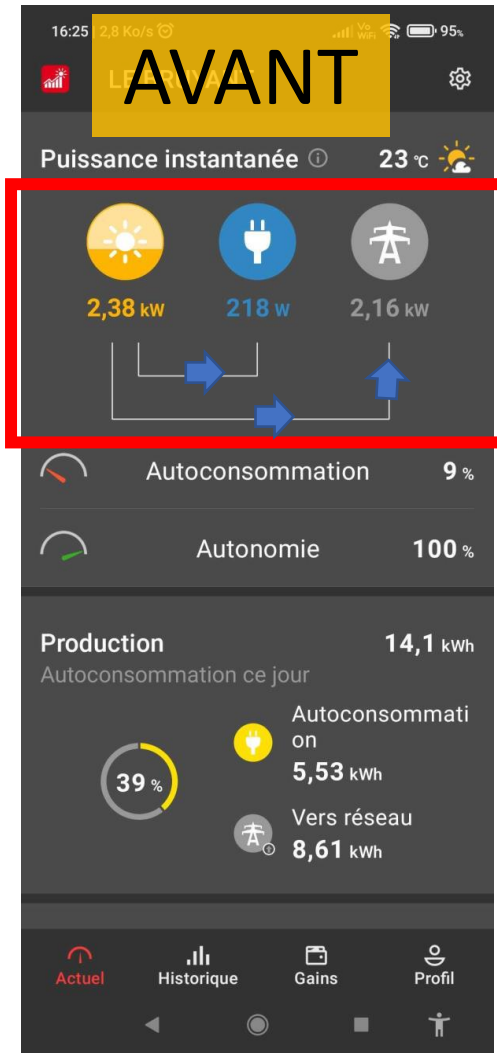 16:25 | 2,8 Ko/s
Vo WiFi
95%
AVANT
Puissance instantanée
23 °C
2,38 kW
218 W
2,16 kW
Autoconsommation 9 %
Autonomie 100 %
Production 14,1 kWh
Autoconsommation ce jour
39 %
Autoconsommati
on
5,53 kWh
Vers réseau
8,61 kWh
Actuel
Historique
Gains
Profil